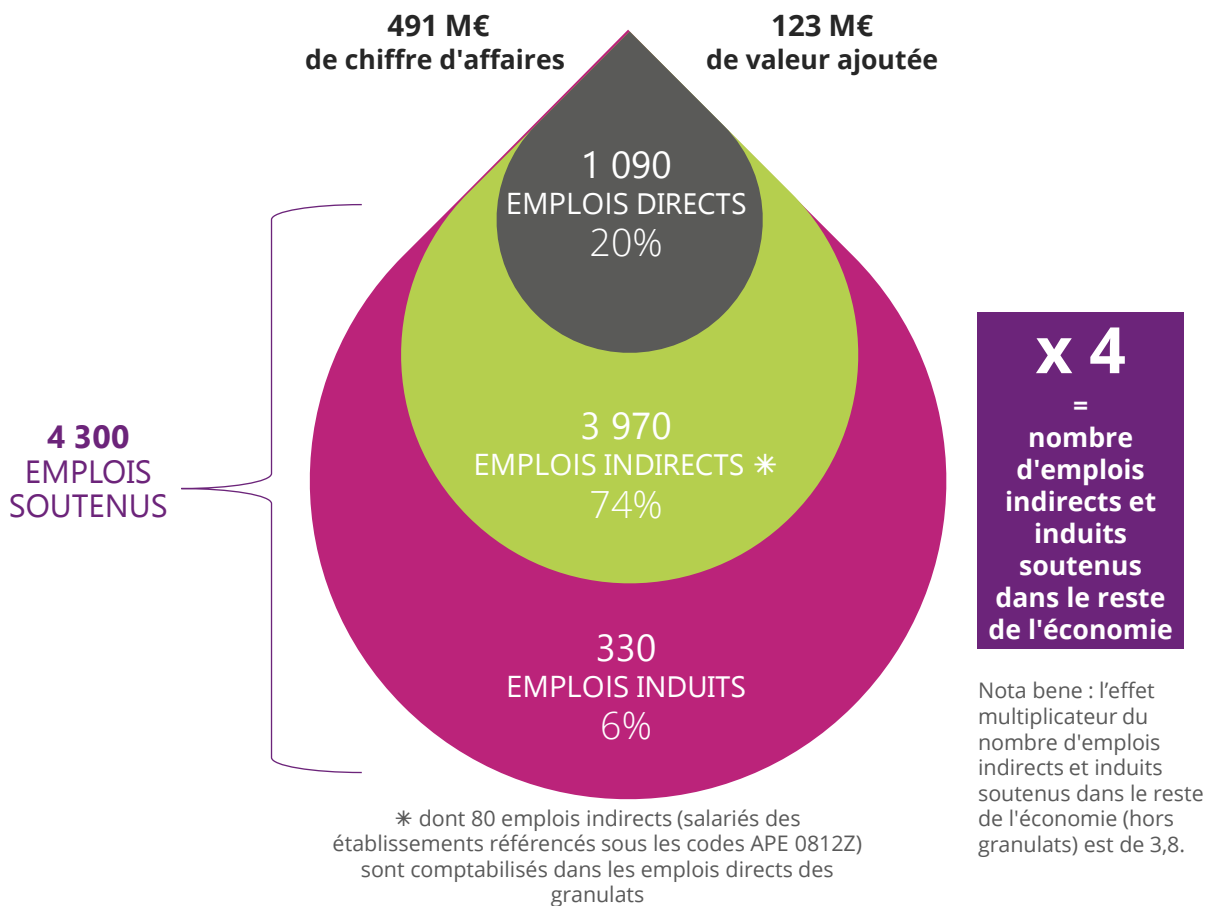 491 M€
de chiffre d'affaires
123 M€
de valeur ajoutée
1 090
EMPLOIS DIRECTS
20%
3 970
EMPLOIS INDIRECTS ✳
74%
330
EMPLOIS INDUITS
6%
4 300
EMPLOIS
SOUTENUS
x 4
=
nombre
d'emplois
indirects et
induits
soutenus
dans le reste
de l'économie
Nota bene : l’effet
multiplicateur du
nombre d'emplois
indirects et induits
soutenus dans le reste
de l'économie (hors
granulats) est de 3,8.
✳ dont 80 emplois indirects (salariés des
établissements référencés sous les codes APE 0812Z)
sont comptabilisés dans les emplois directs des
granulats